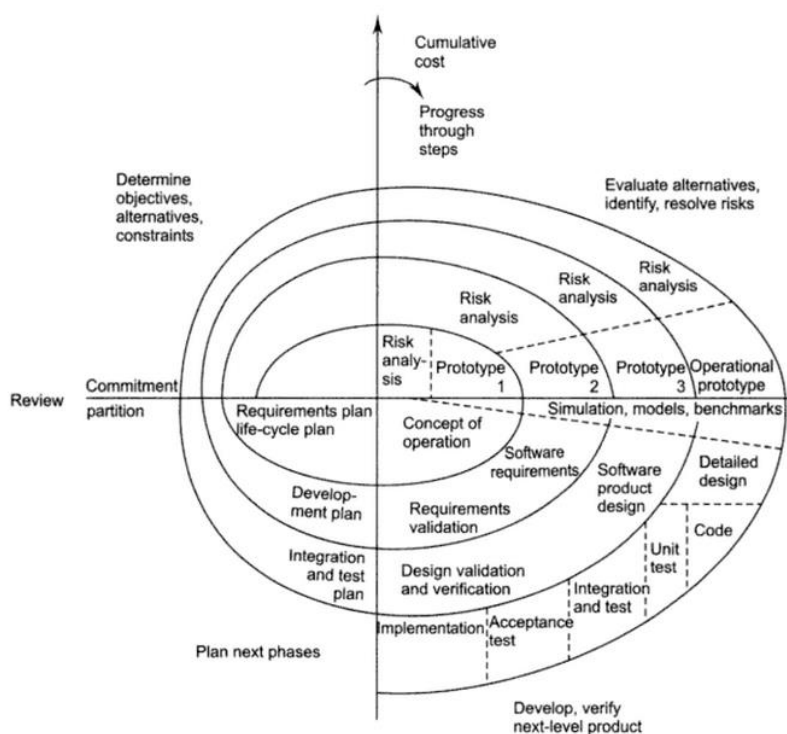 Cumulative
cost
Progress
through
steps
Determine
objectives,
alternatives,
constraints
Evaluate alternatives,
identify, resolve risks
Risk
analysis
Risk
analysis
Risk
analysis
Risk
analy-
sis
Prototype
1
Prototype
2
Prototype
3
Operational
prototype
Review
Commitment
partition
Requirements plan
life-cycle plan
Concept of
operation
Simulation, models, benchmarks
Software
requirements
Software
product
design
Detailed
design
Develop-
ment plan
Requirements
validation
Code
Unit
test
Integration
and test
plan
Design validation
and verification
Integration
and test
Implementation
Acceptance
test
Plan next phases
Develop, verify
next-level product